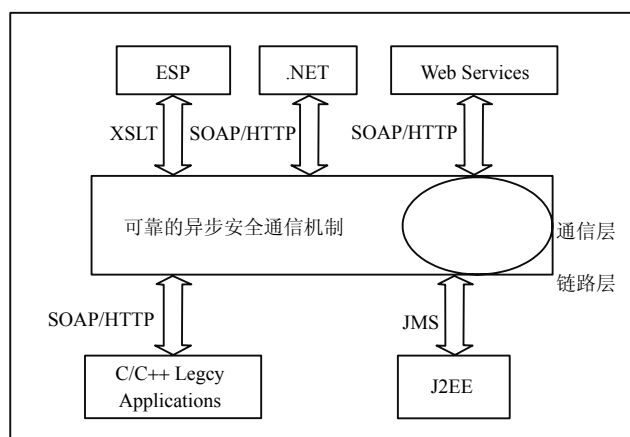 ESP
.NET
Web Services
XSLT
SOAP/HTTP
SOAP/HTTP
可靠的异步安全通信机制
通信层
链路层
SOAP/HTTP
JMS
C/C++ Legcy
Applications
J2EE